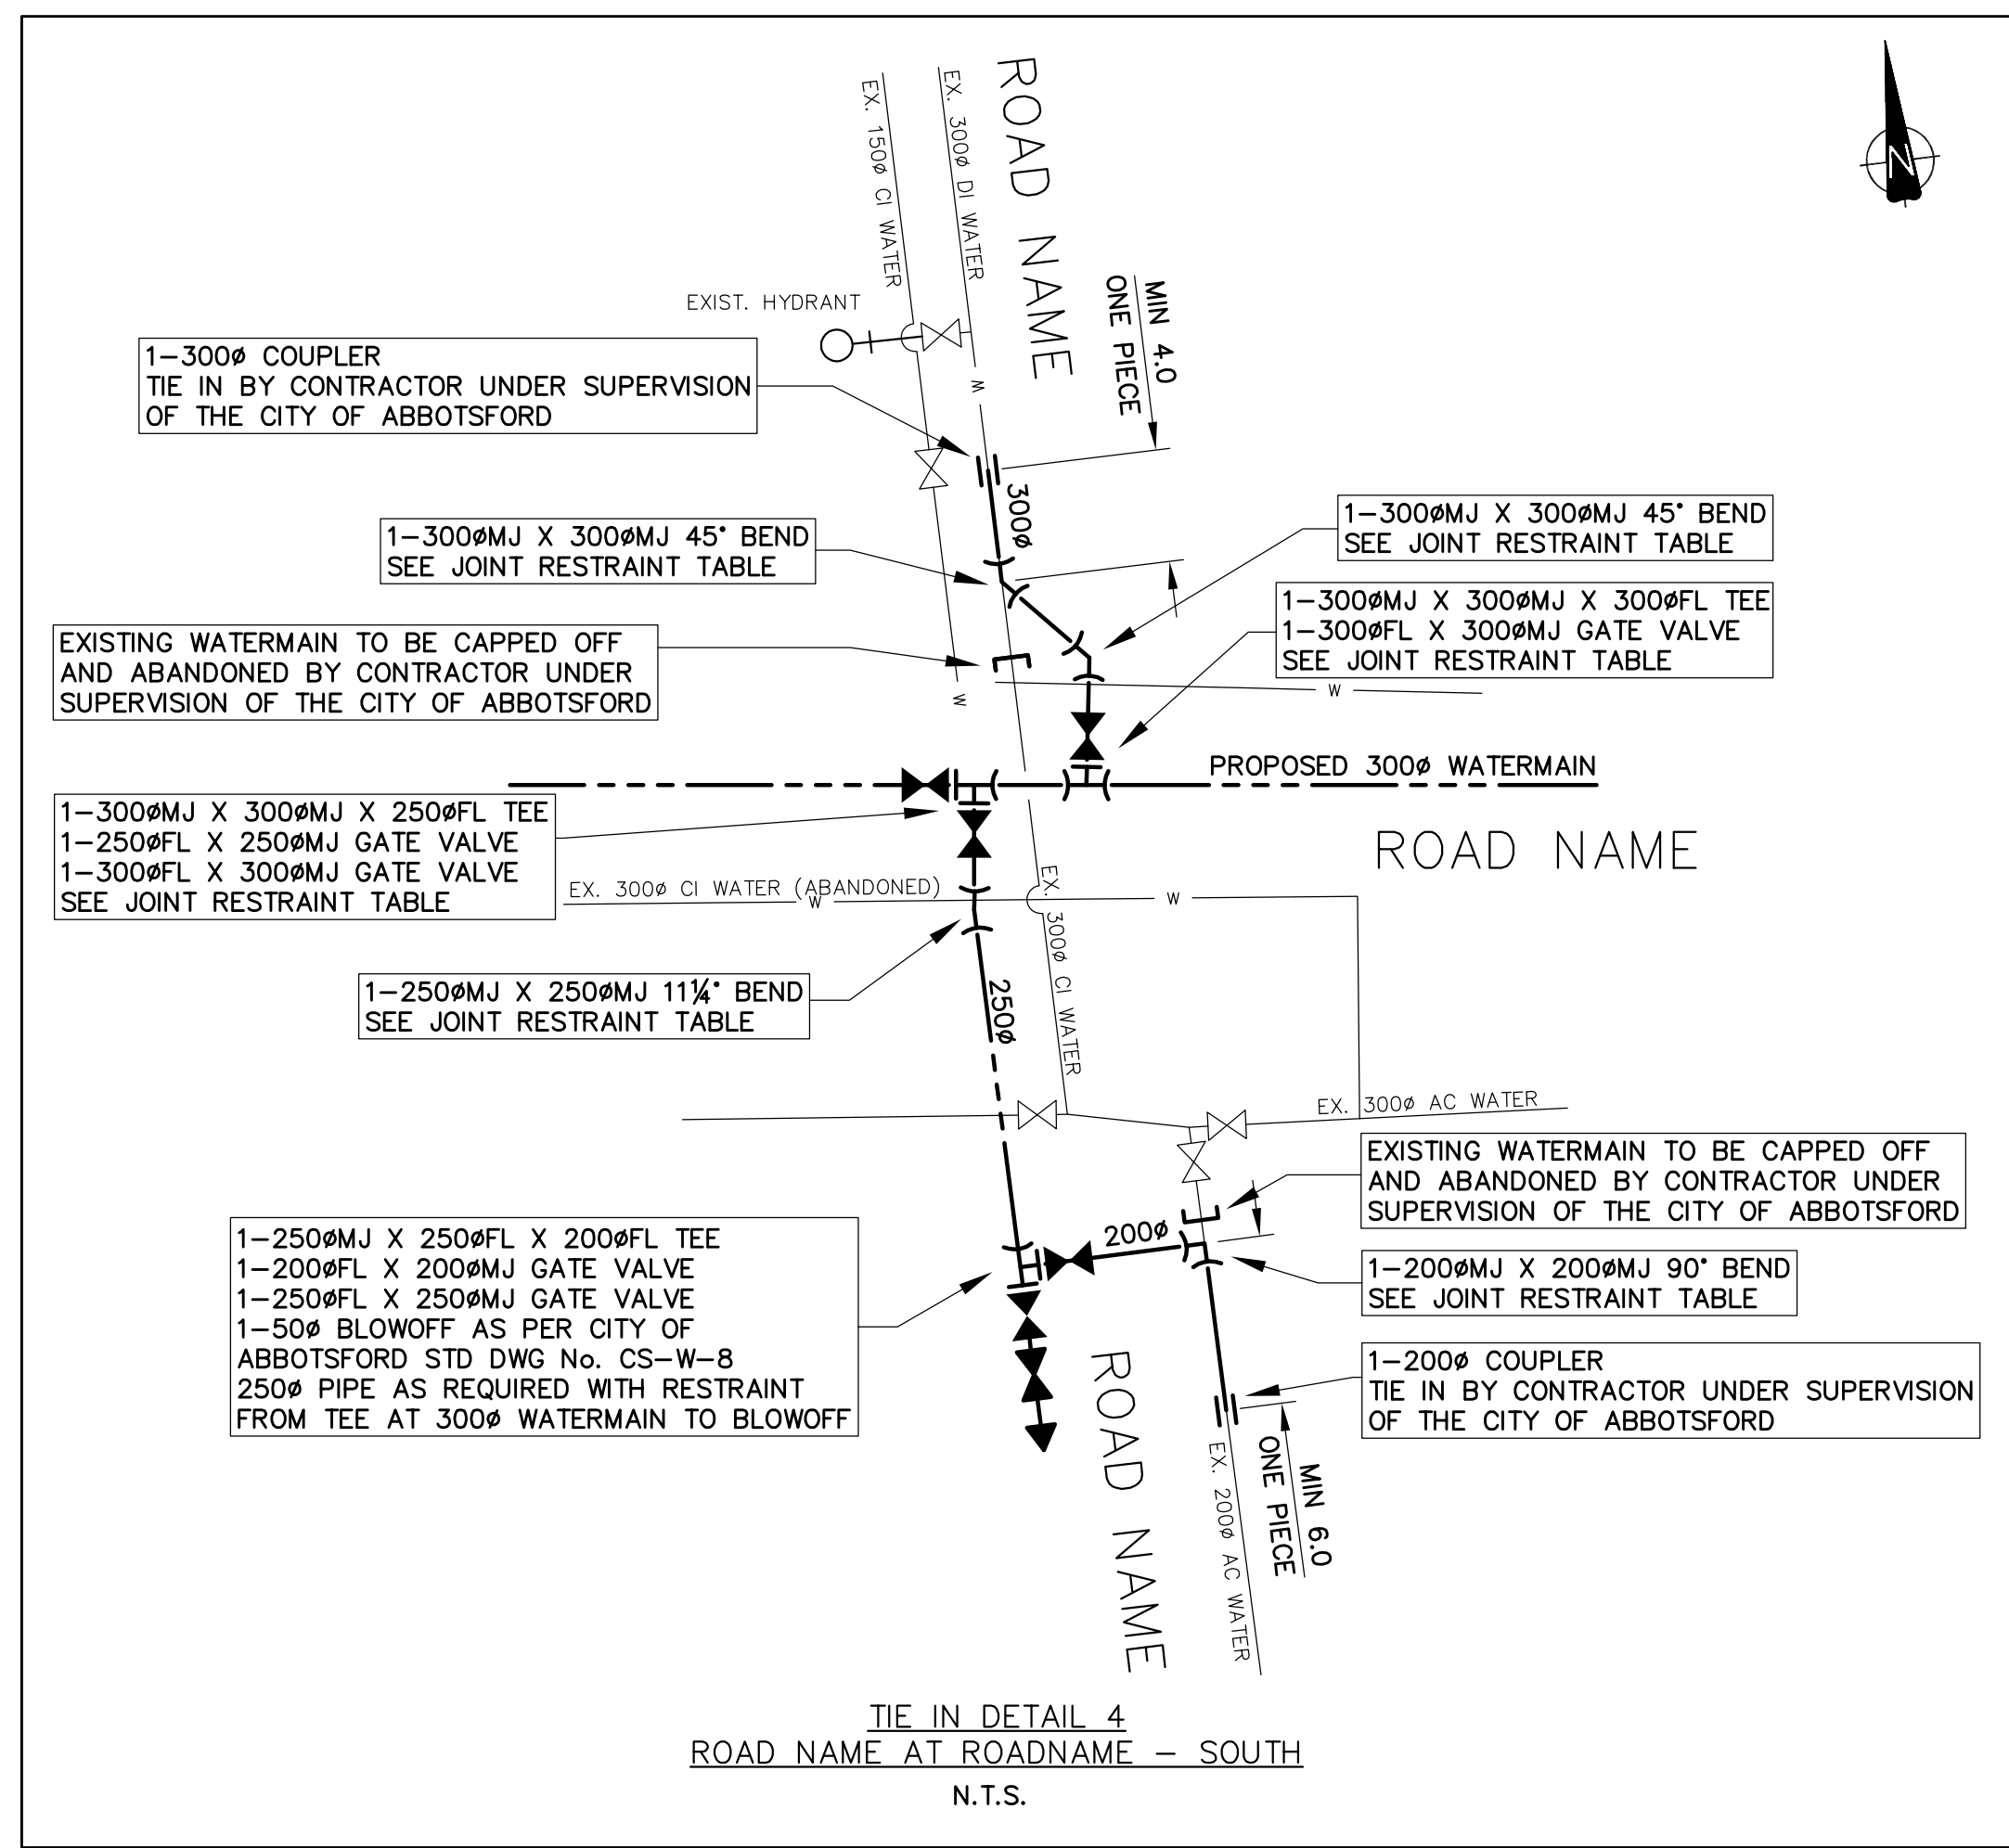 ROAD NAME
EX. 150ø CI WATER
EX. 300ø DI WATER
N
EXIST. HYDRANT
MIN 4.0
ONE PIECE
1-300ø COUPLER
TIE IN BY CONTRACTOR UNDER SUPERVISION
OF THE CITY OF ABBOTSFORD
W
300ø
1-300øMJ X 300øMJ 45° BEND
SEE JOINT RESTRAINT TABLE
1-300øMJ X 300øMJ 45° BEND
SEE JOINT RESTRAINT TABLE
1-300øMJ X 300øMJ X 300øFL TEE
1-300øFL X 300øMJ GATE VALVE
SEE JOINT RESTRAINT TABLE
EXISTING WATERMAIN TO BE CAPPED OFF
AND ABANDONED BY CONTRACTOR UNDER
SUPERVISION OF THE CITY OF ABBOTSFORD
W
W
PROPOSED 300ø WATERMAIN
1-300øMJ X 300øMJ X 250øFL TEE
1-250øFL X 250øMJ GATE VALVE
1-300øFL X 300øMJ GATE VALVE
SEE JOINT RESTRAINT TABLE
ROAD NAME
EX. 300ø CI WATER (ABANDONED)
W
W
EX. 300ø CI WATER
1-250øMJ X 250øMJ 11¼° BEND
SEE JOINT RESTRAINT TABLE
250ø
EX. 300ø AC WATER
EXISTING WATERMAIN TO BE CAPPED OFF
AND ABANDONED BY CONTRACTOR UNDER
SUPERVISION OF THE CITY OF ABBOTSFORD
200ø
1-250øMJ X 250øFL X 200øFL TEE
1-200øFL X 200øMJ GATE VALVE
1-250øFL X 250øMJ GATE VALVE
1-50ø BLOWOFF AS PER CITY OF
ABBOTSFORD STD DWG No. CS-W-8
250ø PIPE AS REQUIRED WITH RESTRAINT
FROM TEE AT 300ø WATERMAIN TO BLOWOFF
1-200øMJ X 200øMJ 90° BEND
SEE JOINT RESTRAINT TABLE
1-200ø COUPLER
TIE IN BY CONTRACTOR UNDER SUPERVISION
OF THE CITY OF ABBOTSFORD
ROAD NAME
EX. 200ø AC WATER
MIN 6.0
ONE PIECE
TIE IN DETAIL 4
ROAD NAME AT ROADNAME - SOUTH
N.T.S.